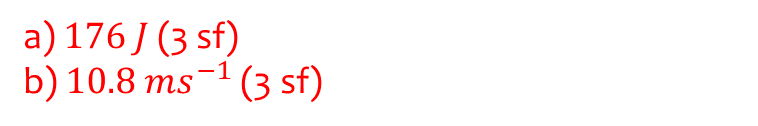 a) 176 J (3 sf)
b) 10.8 ms⁻¹ (3 sf)